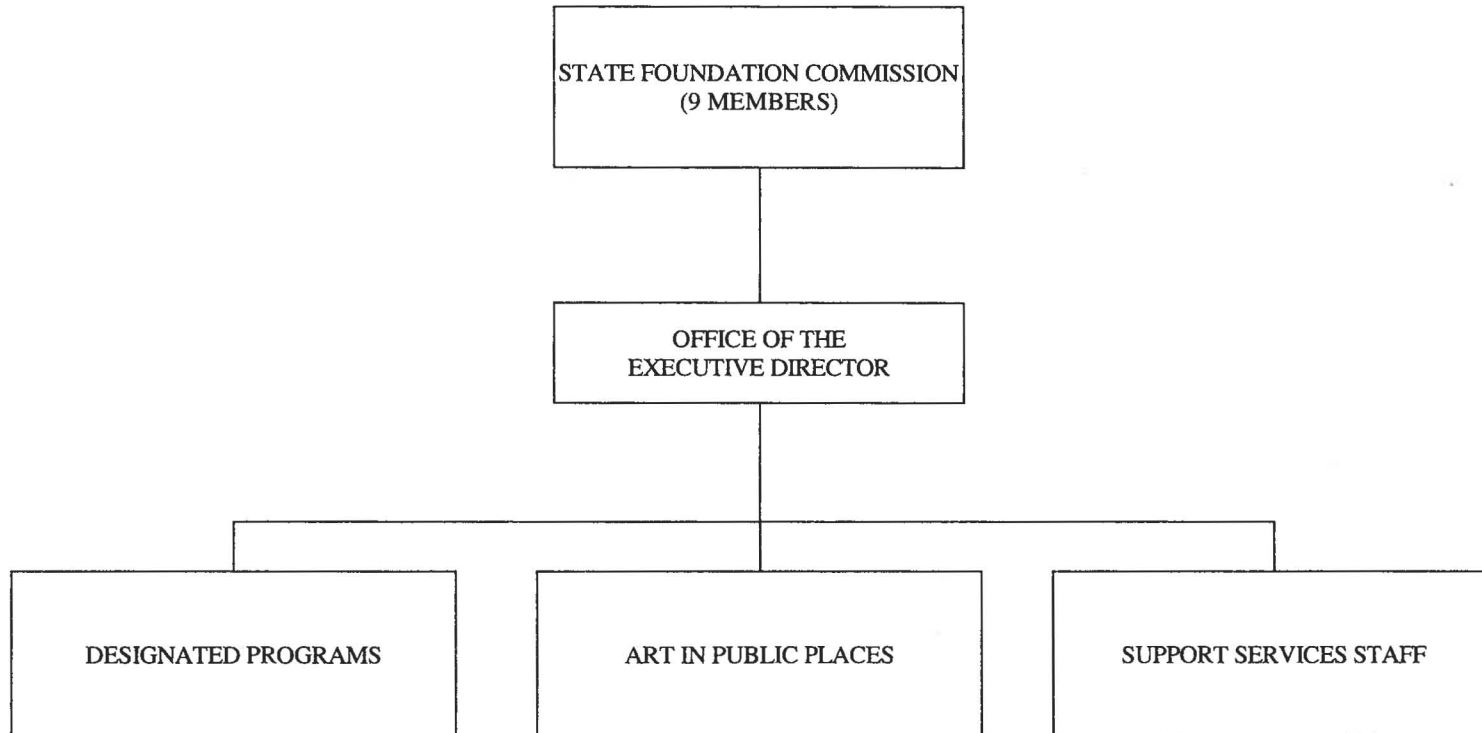 STATE FOUNDATION COMMISSION
(9 MEMBERS)
OFFICE OF THE
EXECUTIVE DIRECTOR
DESIGNATED PROGRAMS
ART IN PUBLIC PLACES
SUPPORT SERVICES STAFF